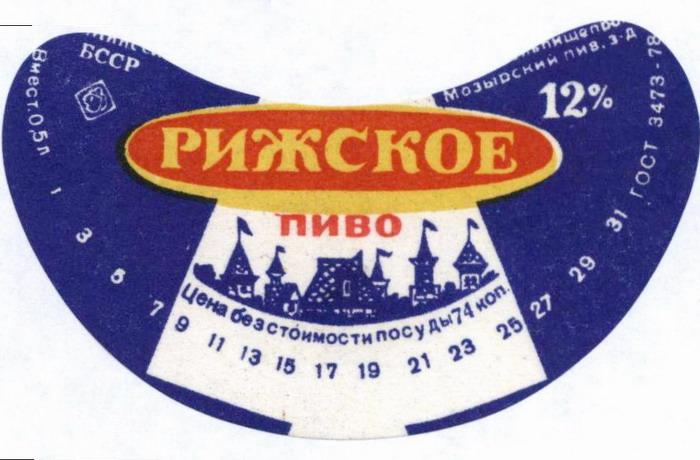 БССР
Вмест. 0,5 л
Мозырский пив. з-д
12%
ГОСТ 3473-78
РИЖСКОЕ
ПИВО
Цена без стоимости посуды 74 коп.
1 3 5 7 9 11 13 15 17 19 21 23 25 27 29 31